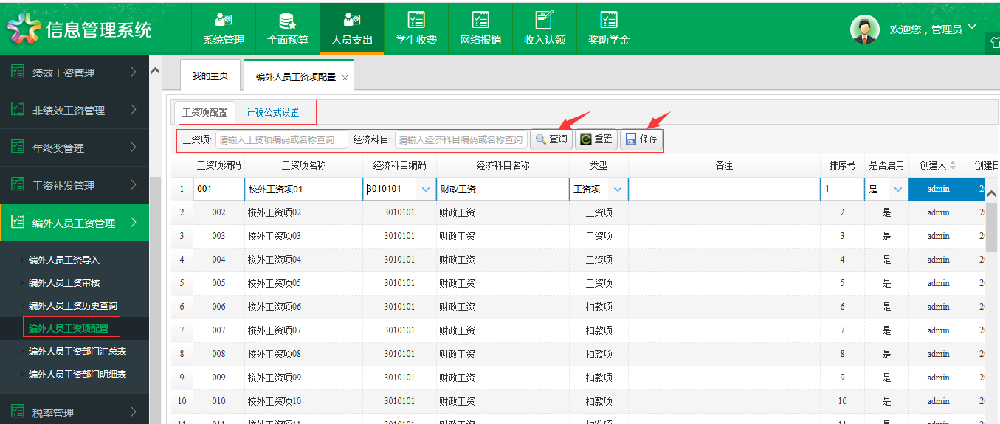 信息管理系统
系统管理 全面预算 人员支出 学生收费 网络报销 收入认领 奖助学金
欢迎您，管理员
绩效工资管理
非绩效工资管理
年终奖管理
工资补发管理
编外人员工资管理
编外人员工资导入
编外人员工资审核
编外人员工资历史查询
编外人员工资项配置
编外人员工资部门汇总表
编外人员工资部门明细表
税率管理
我的主页 编外人员工资项配置
工资项配置 计税公式设置
工资项: 请输入工资项编码或名称查询 经济科目: 请输入经济科目编码或名称查询 查询 重置 保存
工资项编码 工资项名称 经济科目编码 经济科目名称 类型 备注 排序号 是否启用 创建人 创建日
1 001 校外工资项01 3010101 财政工资 工资项 1 是 admin 2
2 002 校外工资项02 3010101 财政工资 工资项 2 是 admin 20
3 003 校外工资项03 3010101 财政工资 工资项 3 是 admin 20
4 004 校外工资项04 3010101 财政工资 工资项 4 是 admin 20
5 005 校外工资项05 3010101 财政工资 工资项 5 是 admin 20
6 006 校外工资项06 3010101 财政工资 扣款项 6 是 admin 20
7 007 校外工资项07 3010101 财政工资 扣款项 7 是 admin 20
8 008 校外工资项08 3010101 财政工资 扣款项 8 是 admin 20
9 009 校外工资项09 3010101 财政工资 扣款项 9 是 admin 20
10 010 校外工资项10 3010101 财政工资 扣款项 10 是 admin 20